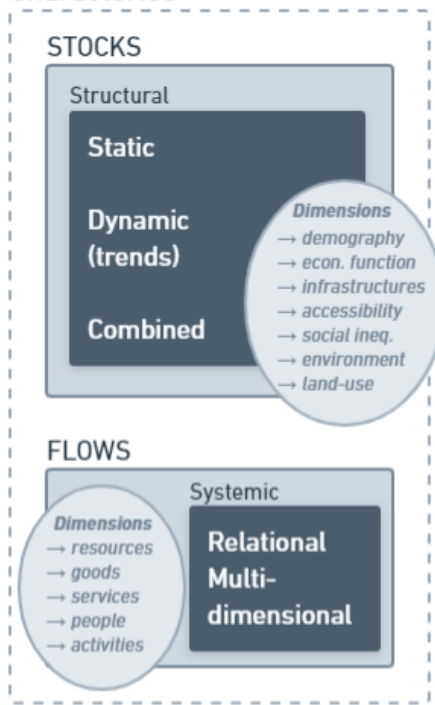 STOCKS
Structural
Static
Dynamic
(trends)
Combined
Dimensions
→ demography
→ econ. function
→ infrastructures
→ accessibility
→ social ineq.
→ environment
→ land-use
FLOWS
Systemic
Relational
Multi-
dimensional
Dimensions
→ resources
→ goods
→ services
→ people
→ activities